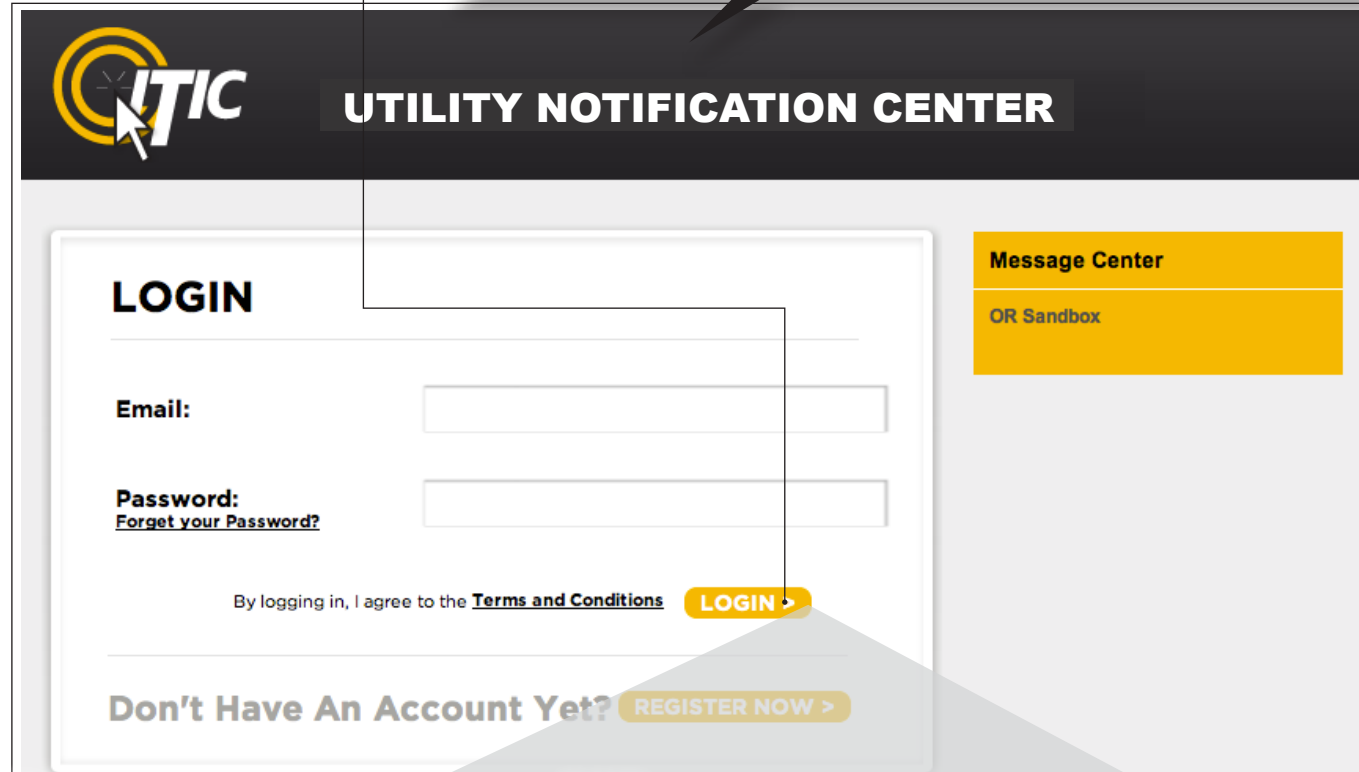 ITIC
UTILITY NOTIFICATION CENTER
LOGIN
Email:
Password:
Forget your Password?
By logging in, I agree to the Terms and Conditions LOGIN >
Don't Have An Account Yet? REGISTER NOW >
Message Center
OR Sandbox